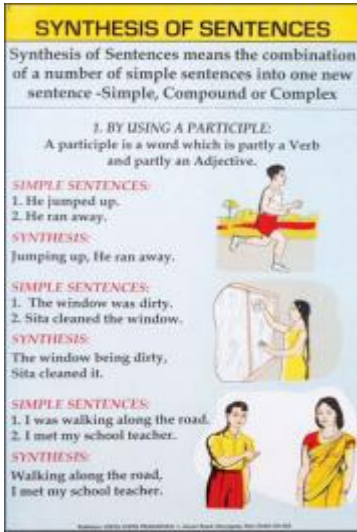 SYNTHESIS OF SENTENCES
Synthesis of Sentences means the combination
of a number of simple sentences into one new
sentence -Simple, Compound or Complex
1. BY USING A PARTICIPLE:
A participle is a word which is partly a Verb
and partly an Adjective.
SIMPLE SENTENCES:
1. He jumped up.
2. He ran away.
SYNTHESIS:
Jumping up, He ran away.
SIMPLE SENTENCES:
1. The window was dirty.
2. Sita cleaned the window.
SYNTHESIS:
The window being dirty,
Sita cleaned it.
SIMPLE SENTENCES:
1. I was walking along the road.
2. I met my school teacher.
SYNTHESIS:
Walking along the road,
I met my school teacher.